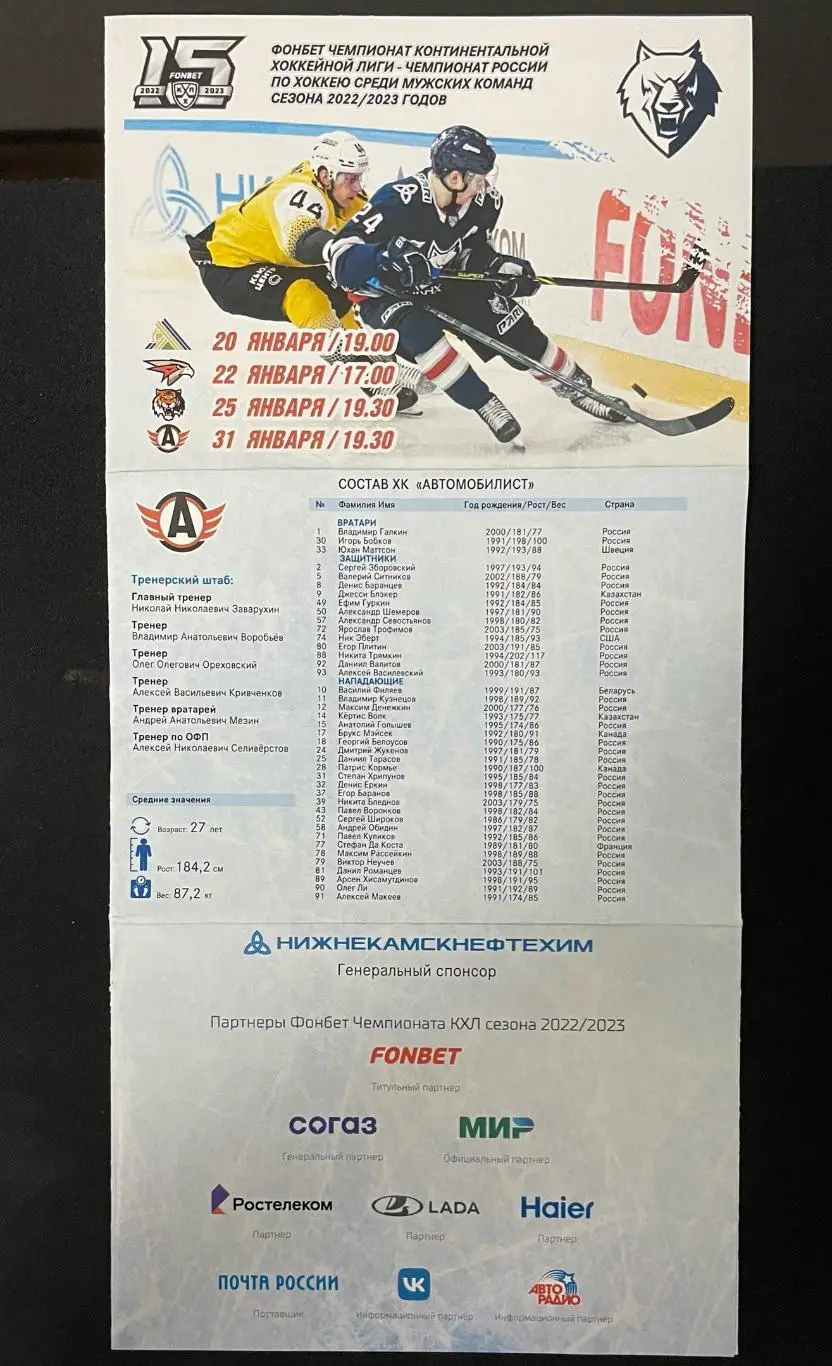 15
FONBET
2022 КХЛ 2023
ФОНБЕТ ЧЕМПИОНАТ КОНТИНЕНТАЛЬНОЙ
ХОККЕЙНОЙ ЛИГИ - ЧЕМПИОНАТ РОССИИ
ПО ХОККЕЮ СРЕДИ МУЖСКИХ КОМАНД
СЕЗОНА 2022/2023 ГОДОВ
44
24
FON
20 ЯНВАРЯ/19.00
22 ЯНВАРЯ/17.00
25 ЯНВАРЯ/19.30
31 ЯНВАРЯ/19.30
СОСТАВ ХК «АВТОМОБИЛИСТ»
№ Фамилия Имя Год рождения/Рост/Вес Страна
ВРАТАРИ
1 Владимир Галкин 2000/181/77 Россия
30 Игорь Бобков 1991/198/100 Россия
33 Юхан Маттсон 1992/193/88 Швеция
ЗАЩИТНИКИ
2 Сергей Зборовский 1997/193/94 Россия
5 Валерий Ситников 2002/188/79 Россия
8 Денис Баранцев 1992/184/84 Россия
9 Джесси Блэкер 1991/182/86 Казахстан
49 Ефим Гуркин 1992/184/85 Россия
50 Александр Шемеров 1997/181/90 Россия
57 Александр Севостьянов 1998/180/82 Россия
72 Ярослав Трофимов 2003/185/75 Россия
74 Ник Эберт 1994/185/93 США
80 Егор Плитин 2003/191/85 Россия
88 Никита Трямкин 1994/202/117 Россия
92 Даниил Валитов 2000/181/87 Россия
93 Алексей Василевский 1993/180/93 Россия
НАПАДАЮЩИЕ
10 Василий Филяев 1999/191/87 Беларусь
11 Владимир Кузнецов 1998/189/92 Россия
12 Максим Денежкин 2000/177/76 Россия
14 Кёртис Волк 1993/175/77 Казахстан
15 Анатолий Голышев 1995/174/86 Россия
17 Брукс Мэйсек 1992/180/91 Канада
18 Георгий Белоусов 1990/175/86 Россия
24 Дмитрий Жукенов 1997/181/79 Россия
25 Даниил Тарасов 1991/185/78 Россия
28 Патрис Кормье 1990/187/100 Канада
31 Степан Хрипунов 1995/185/84 Россия
32 Денис Еркин 1998/177/83 Россия
37 Егор Баранов 1998/185/88 Россия
39 Никита Бледнов 2003/179/75 Россия
43 Павел Воронков 1998/182/84 Россия
52 Сергей Широков 1986/179/82 Россия
58 Андрей Обидин 1997/182/87 Россия
71 Павел Куликов 1992/185/86 Россия
77 Стефан Да Коста 1989/181/80 Франция
78 Максим Рассейкин 1998/189/88 Россия
79 Виктор Неучев 2003/188/75 Россия
81 Данил Романцев 1993/191/101 Россия
89 Арсен Хисамутдинов 1998/191/95 Россия
90 Олег Ли 1991/192/89 Россия
91 Алексей Макеев 1991/174/85 Россия
А
Тренерский штаб:
Главный тренер
Николай Николаевич Заварухин
Тренер
Владимир Анатольевич Воробьёв
Тренер
Олег Олегович Ореховский
Тренер
Алексей Васильевич Кривченков
Тренер вратарей
Андрей Анатольевич Мезин
Тренер по ОФП
Алексей Николаевич Селивёрстов
Средние значения
Возраст: 27 лет
Рост: 184,2 см
Вес: 87,2 кг
НИЖНЕКАМСКНЕФТЕХИМ
Генеральный спонсор
Партнеры Фонбет Чемпионата КХЛ сезона 2022/2023
FONBET
Титульный партнер
СОГАЗ МИР
Генеральный партнер Официальный партнер
Ростелеком LADA Haier
Партнер Партнер Партнер
ПОЧТА РОССИИ VK АВТО РАДИО
Поставщик Информационный партнер Информационный партнер